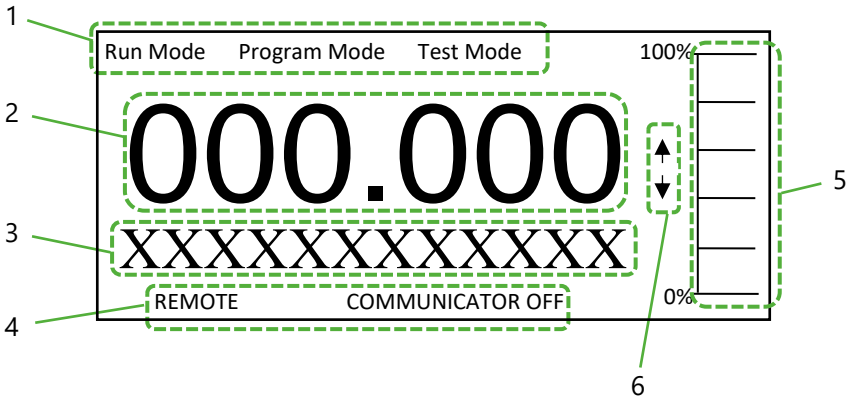 1
Run Mode Program Mode Test Mode 100%
2
000.000
5
3
XXXXXXXXXXXX
REMOTE COMMUNICATOR OFF 0%
4
6